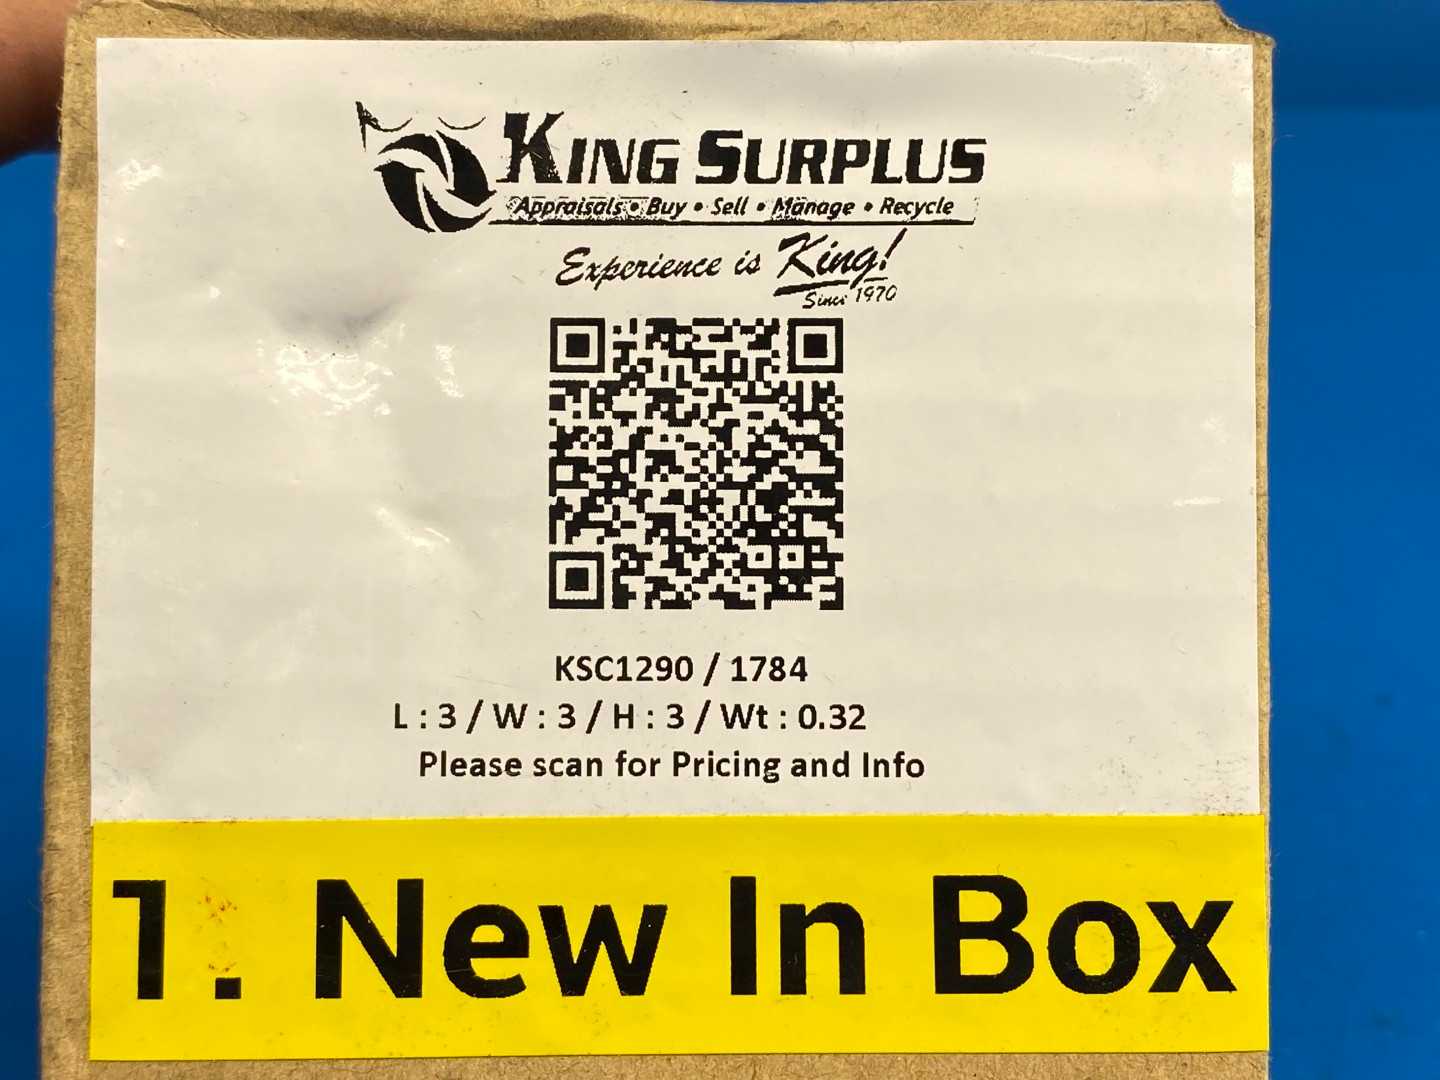 KING SURPLUS
Appraisals • Buy • Sell • Manage • Recycle
Experience is King!
Since 1970
KSC1290 / 1784
L : 3 / W : 3 / H : 3 / Wt : 0.32
Please scan for Pricing and Info
1. New In Box